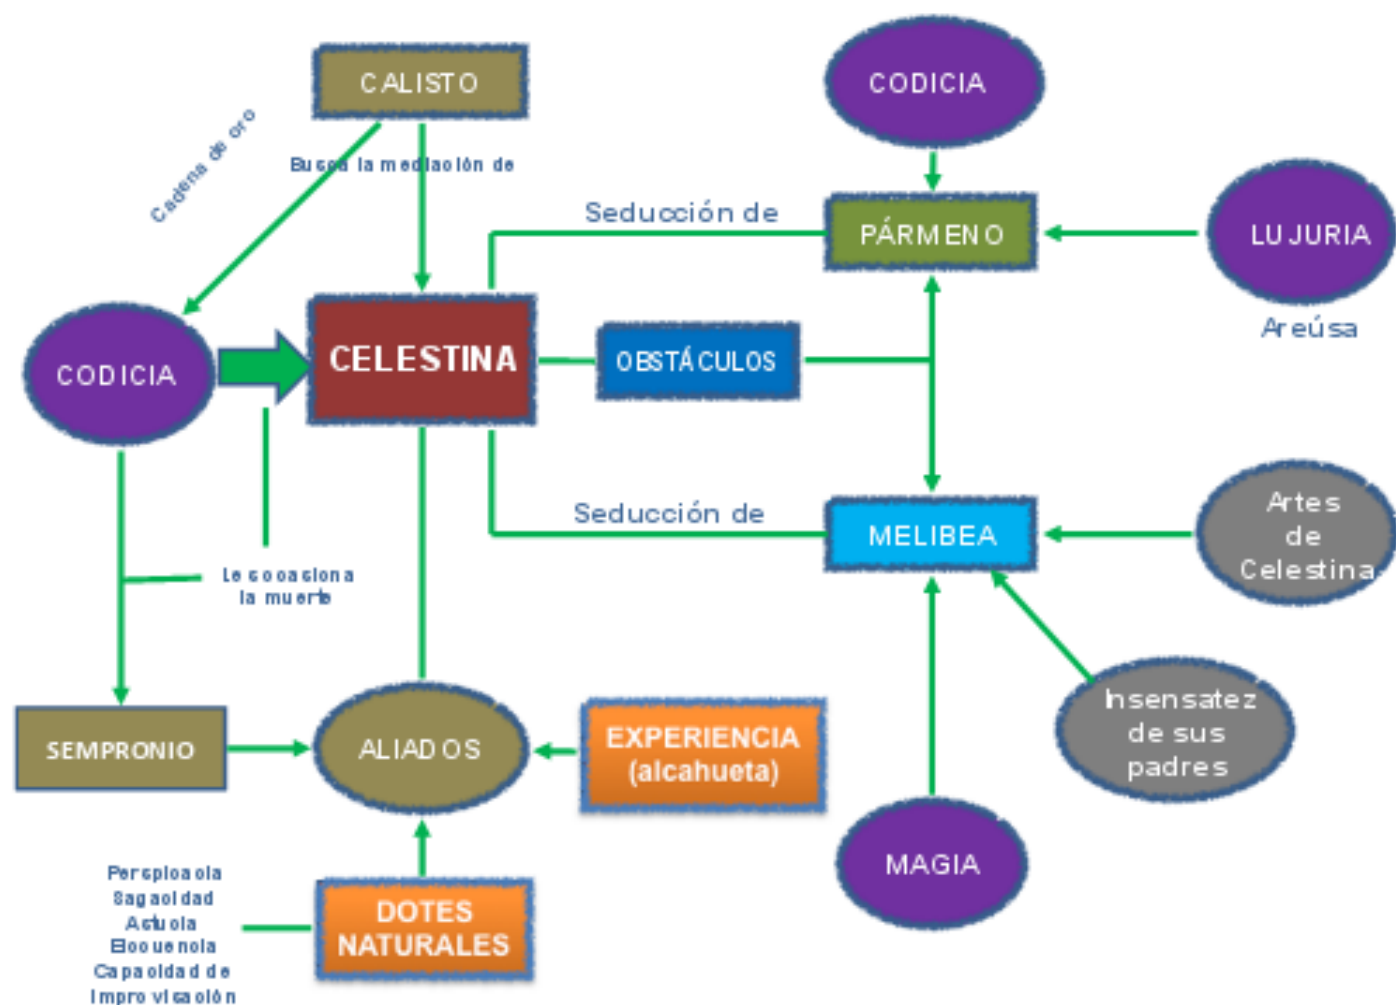 CALISTO
CODICIA
Cadena de oro
Busca la mediación de
Seducción de
PÁRMENO
LUJURIA
Areúsa
CODICIA
CELESTINA
OBSTÁCULOS
Seducción de
MELIBEA
Artes
de
Celestina
Les ocasiona
la muerte
Insensatez
de sus
padres
SEMPRONIO
ALIADOS
EXPERIENCIA
(alcahueta)
MAGIA
Perspicacia
Sagacidad
Astucia
Elocuencia
Capacidad de
improvisación
DOTES
NATURALES